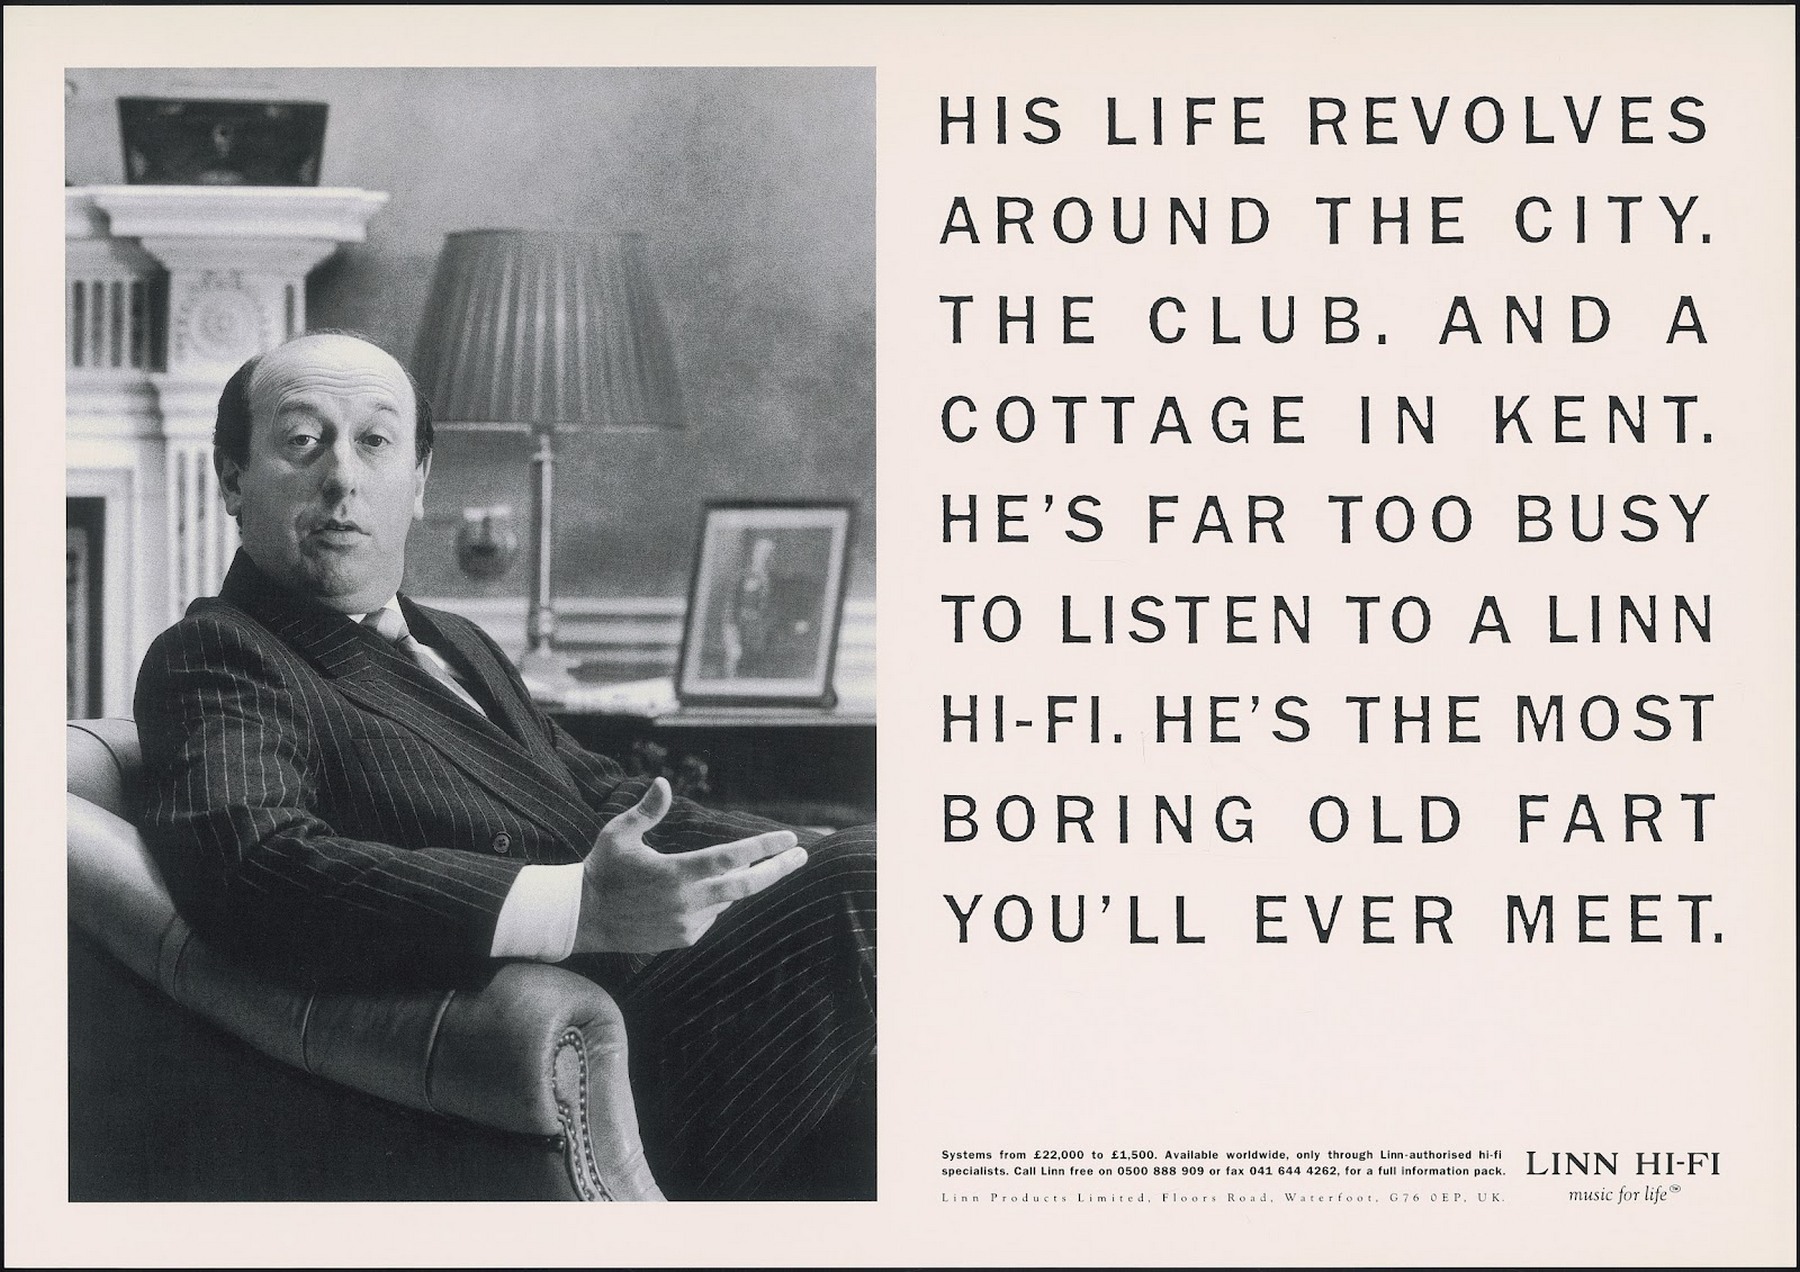 HIS LIFE REVOLVES
AROUND THE CITY.
THE CLUB. AND A
COTTAGE IN KENT.
HE'S FAR TOO BUSY
TO LISTEN TO A LINN
HI-FI. HE'S THE MOST
BORING OLD FART
YOU'LL EVER MEET.
Systems from £22,000 to £1,500. Available worldwide, only through Linn-authorised hi-fi
specialists. Call Linn free on 0500 888 909 or fax 041 644 4262, for a full information pack.
Linn Products Limited, Floors Road, Waterfoot, G76 0EP, UK.
LINN HI-FI
music for life™